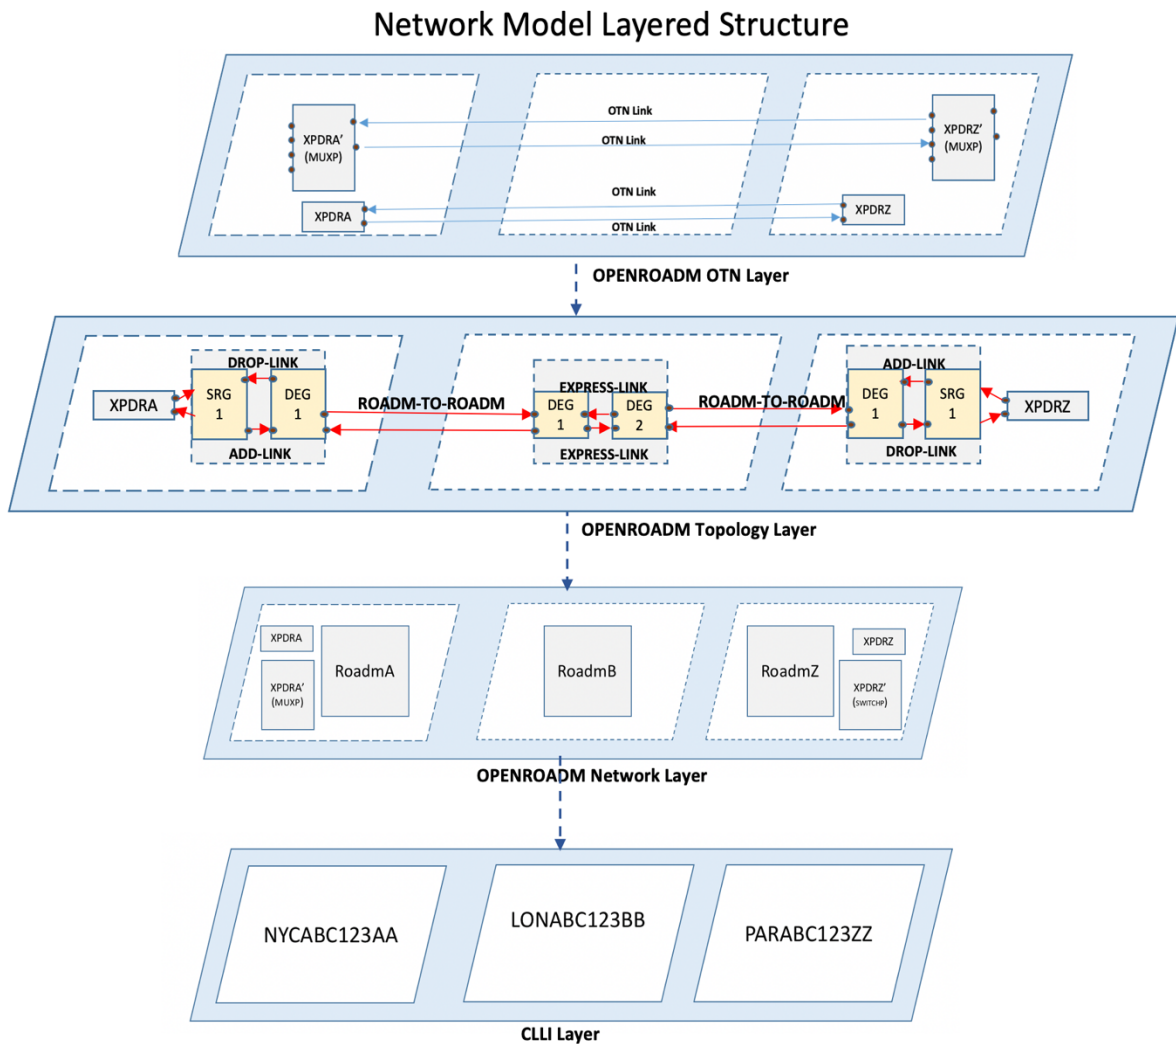 Network Model Layered Structure
OTN Link
XPDRA’
(MUXP)
OTN Link
XPDRZ’
(MUXP)
OTN Link
XPDRA
XPDRZ
OTN Link
OPENROADM OTN Layer
DROP-LINK
ADD-LINK
XPDRA
SRG
1
DEG
1
ROADM-TO-ROADM
EXPRESS-LINK
DEG
1
DEG
2
ROADM-TO-ROADM
DEG
1
SRG
1
XPDRZ
ADD-LINK
EXPRESS-LINK
DROP-LINK
OPENROADM Topology Layer
XPDRA
XPDRA’
(MUXP)
RoadmA
RoadmB
RoadmZ
XPDRZ
XPDRZ’
(SWITCHP)
OPENROADM Network Layer
NYCABC123AA
LONABC123BB
PARABC123ZZ
CLLI Layer